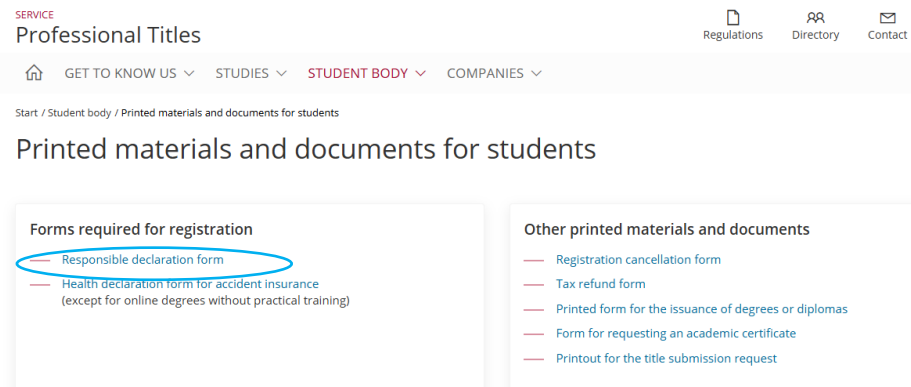 SERVICE
Professional Titles
Regulations
Directory
Contact
GET TO KNOW US
STUDIES
STUDENT BODY
COMPANIES
Start / Student body / Printed materials and documents for students
Printed materials and documents for students
Forms required for registration
Responsible declaration form
Health declaration form for accident insurance
(except for online degrees without practical training)
Other printed materials and documents
Registration cancellation form
Tax refund form
Printed form for the issuance of degrees or diplomas
Form for requesting an academic certificate
Printout for the title submission request